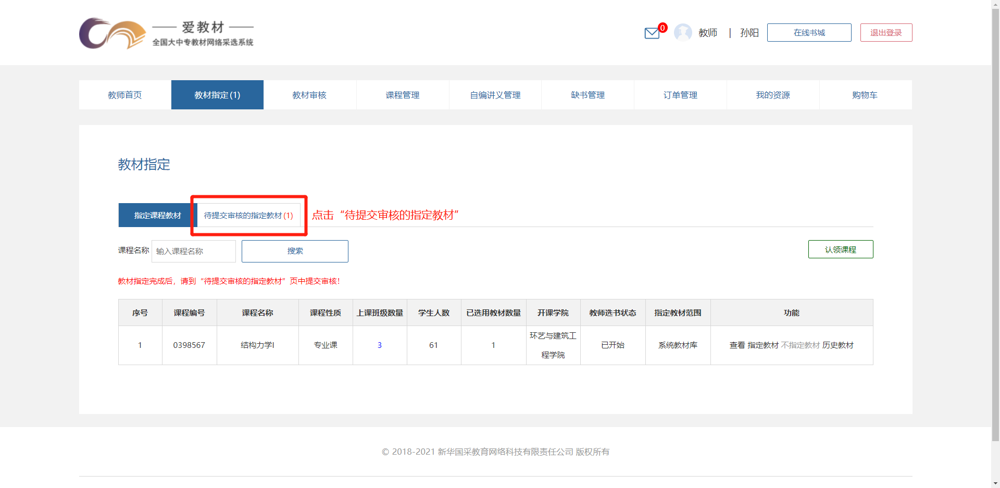 爱教材
全国大中专教材网络采选系统
0
教师 | 孙阳
在线书城
退出登录
教师首页
教材指定(1)
教材审核
课程管理
自编讲义管理
缺书管理
订单管理
我的资源
购物车
教材指定
指定课程教材
待提交审核的指定教材(1)
点击“待提交审核的指定教材”
课程名称
输入课程名称
搜索
认领课程
教材指定完成后，请到“待提交审核的指定教材”页中提交审核！
序号 课程编号 课程名称 课程性质 上课班级数量 学生人数 已选用教材数量 开课学院 教师选书状态 指定教材范围 功能
1 0398567 结构力学I 专业课 3 61 1 环艺与建筑工程学院 已开始 系统教材库 查看 指定教材 不指定教材 历史教材
© 2018-2021 新华国采教育网络科技有限责任公司 版权所有